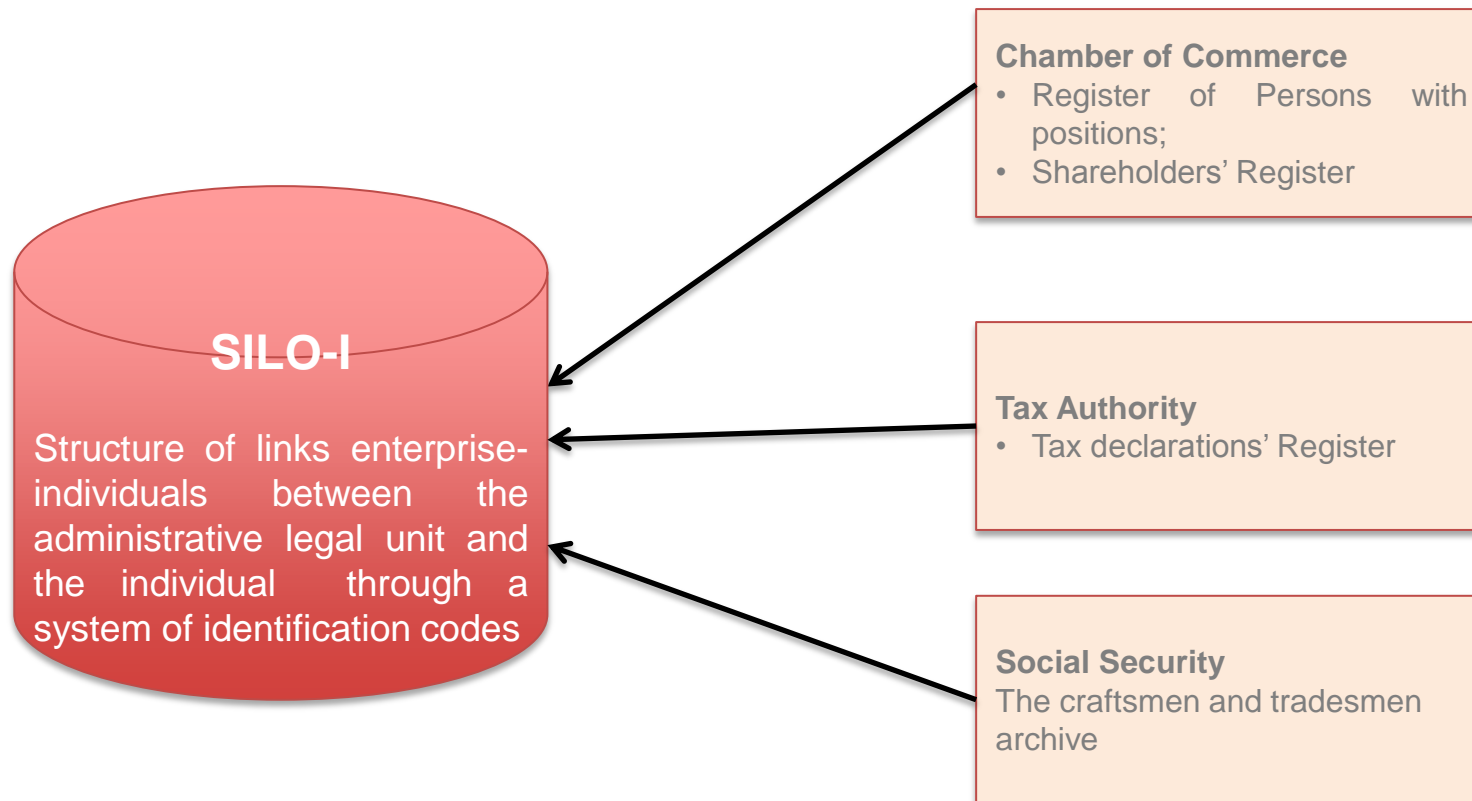 SILO-I
Structure of links enterprise-
individuals between the
administrative legal unit and
the individual through a
system of identification codes
Chamber of Commerce
• Register of Persons with
positions;
• Shareholders’ Register
Tax Authority
• Tax declarations’ Register
Social Security
The craftsmen and tradesmen
archive